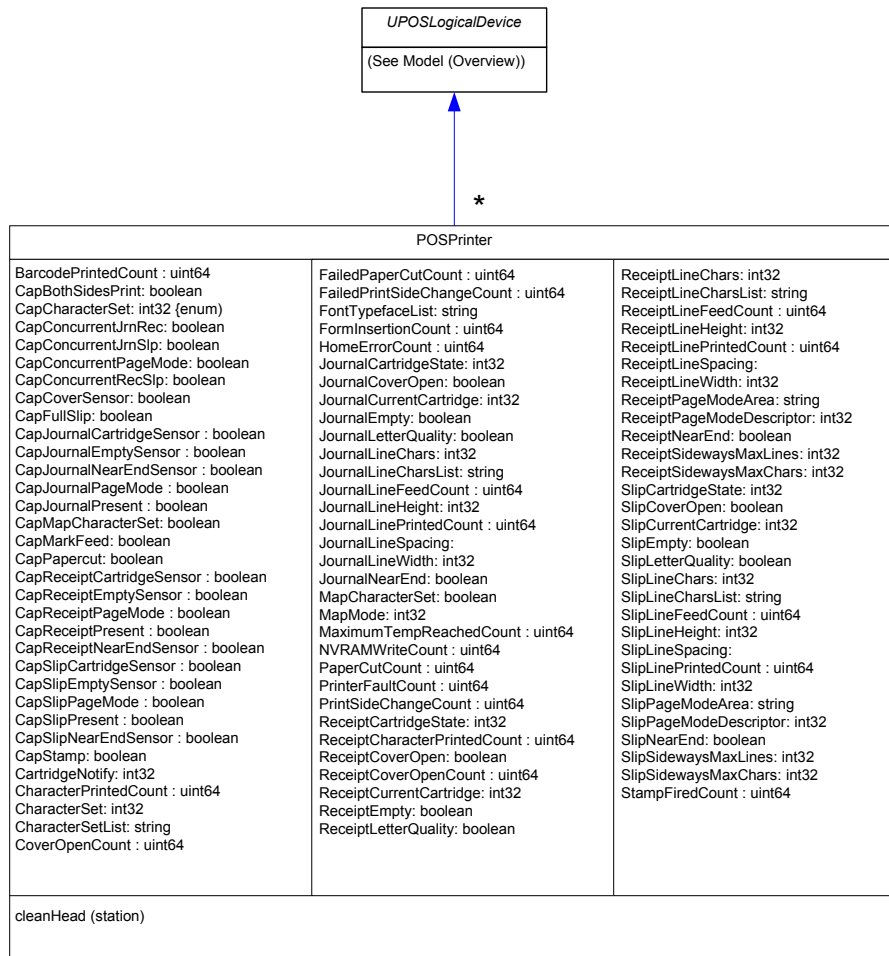 UPOSLogicalDevice
(See Model (Overview))
*
POSPrinter
BarcodePrintedCount : uint64
CapBothSidesPrint: boolean
CapCharacterSet: int32 {enum)
CapConcurrentJrnRec: boolean
CapConcurrentJrnSlp: boolean
CapConcurrentPageMode: boolean
CapConcurrentRecSlp: boolean
CapCoverSensor: boolean
CapFullSlip: boolean
CapJournalCartridgeSensor : boolean
CapJournalEmptySensor: boolean
CapJournalNearEndSensor: boolean
CapJournalPageMode: boolean
CapJournalPresent : boolean
CapMapCharacterSet: boolean
CapMarkFeed: boolean
CapPapercut: boolean
CapReceiptCartridgeSensor : boolean
CapReceiptEmptySensor: boolean
CapReceiptPageMode: boolean
CapReceiptPresent : boolean
CapReceiptNearEndSensor: boolean
CapSlipCartridgeSensor : boolean
CapSlipEmptySensor: boolean
CapSlipPageMode: boolean
CapSlipPresent : boolean
CapSlipNearEndSensor: boolean
CapStamp: boolean
CartridgeNotify: int32
CharacterPrintedCount : uint64
CharacterSet: int32
CharacterSetList: string
CoverOpenCount : uint64
FailedPaperCutCount : uint64
FailedPrintSideChangeCount : uint64
FontTypefaceList: string
FormInsertionCount : uint64
HomeErrorCount : uint64
JournalCartridgeState: int32
JournalCoverOpen: boolean
JournalCurrentCartridge: int32
JournalEmpty: boolean
JournalLetterQuality: boolean
JournalLineChars: int32
JournalLineCharsList: string
JournalLineFeedCount : uint64
JournalLineHeight: int32
JournalLinePrintedCount : uint64
JournalLineSpacing:
JournalLineWidth: int32
JournalNearEnd: boolean
MapCharacterSet: boolean
MapMode: int32
MaximumTempReachedCount : uint64
NVRAMWriteCount : uint64
PaperCutCount : uint64
PrinterFaultCount : uint64
PrintSideChangeCount : uint64
ReceiptCartridgeState: int32
ReceiptCharacterPrintedCount : uint64
ReceiptCoverOpen: boolean
ReceiptCoverOpenCount : uint64
ReceiptCurrentCartridge: int32
ReceiptEmpty: boolean
ReceiptLetterQuality: boolean
ReceiptLineChars: int32
ReceiptLineCharsList: string
ReceiptLineFeedCount : uint64
ReceiptLineHeight: int32
ReceiptLinePrintedCount : uint64
ReceiptLineSpacing:
ReceiptLineWidth: int32
ReceiptPageModeArea: string
ReceiptPageModeDescriptor: int32
ReceiptNearEnd: boolean
ReceiptSidewaysMaxLines: int32
ReceiptSidewaysMaxChars: int32
SlipCartridgeState: int32
SlipCoverOpen: boolean
SlipCurrentCartridge: int32
SlipEmpty: boolean
SlipLetterQuality: boolean
SlipLineChars: int32
SlipLineCharsList: string
SlipLineFeedCount : uint64
SlipLineHeight: int32
SlipLineSpacing:
SlipLinePrintedCount : uint64
SlipLineWidth: int32
SlipPageModeArea: string
SlipPageModeDescriptor: int32
SlipNearEnd: boolean
SlipSidewaysMaxLines: int32
SlipSidewaysMaxChars: int32
StampFiredCount : uint64
cleanHead (station)